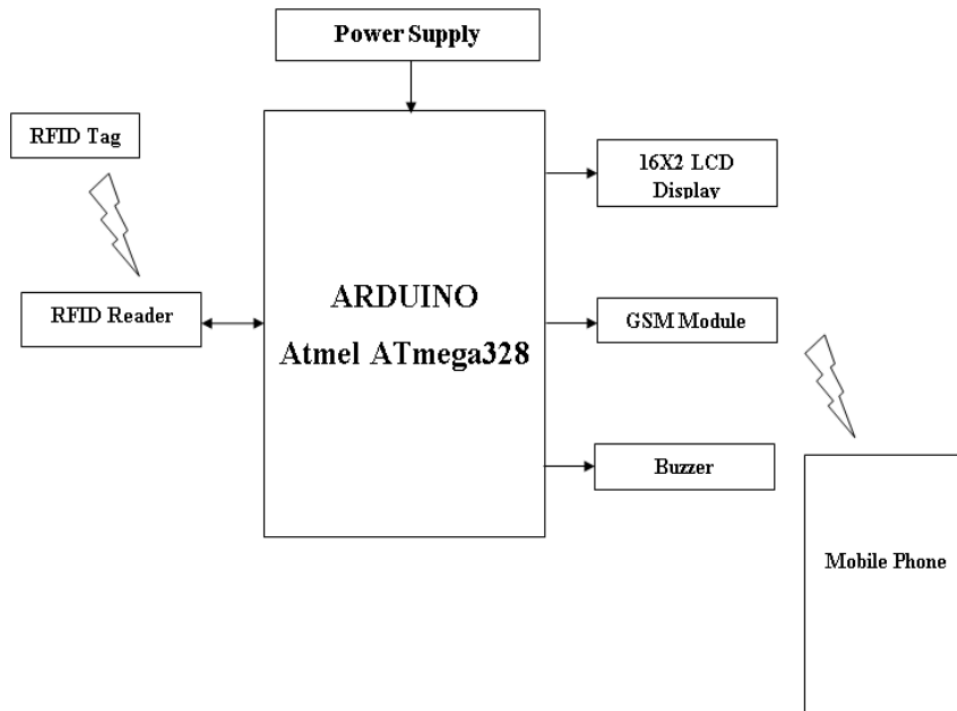 Power Supply
RFID Tag
16X2 LCD
Display
RFID Reader
ARDUINO
Atmel ATmega328
GSM Module
Buzzer
Mobile Phone